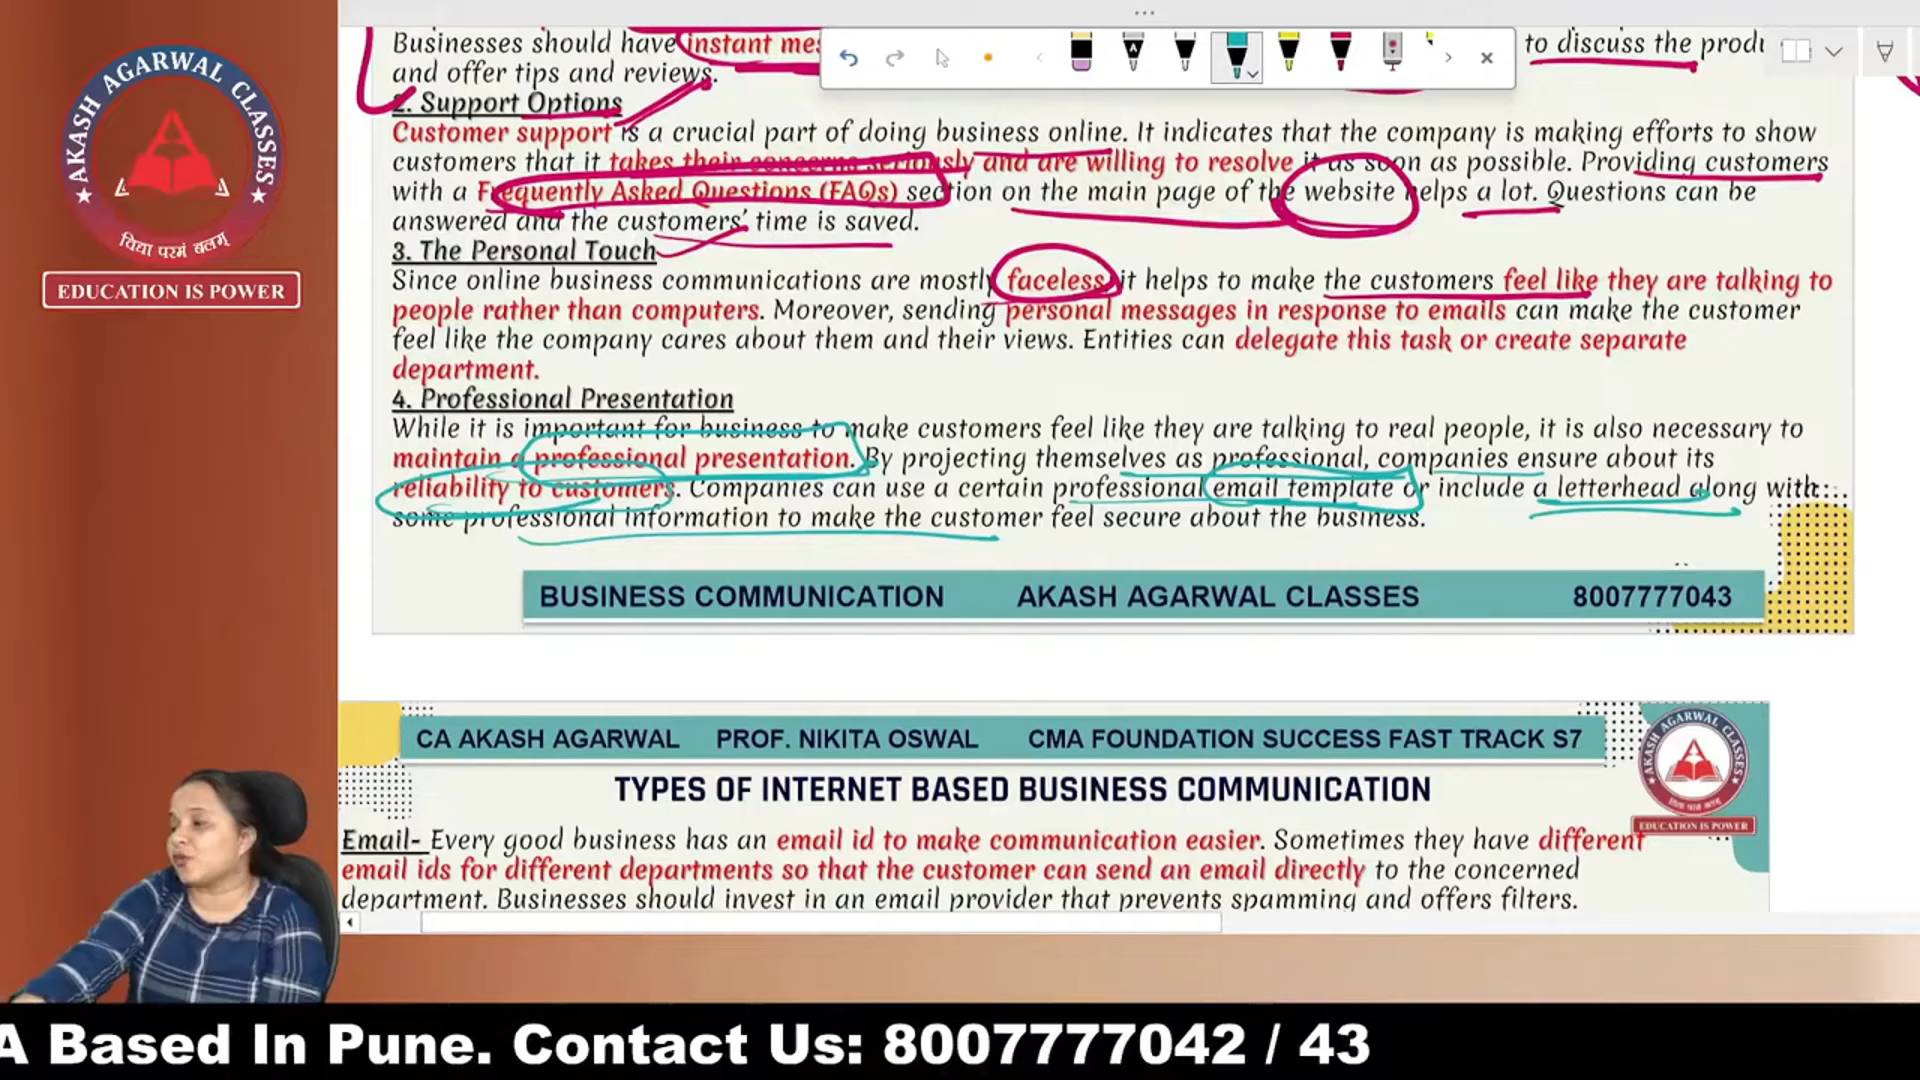 Businesses should have instant mes
to discuss the produ
and offer tips and reviews.
2. Support Options
Customer support is a crucial part of doing business online. It indicates that the company is making efforts to show
customers that it takes their concerns seriously and are willing to resolve it as soon as possible. Providing customers
with a Frequently Asked Questions (FAQs) section on the main page of the website helps a lot. Questions can be
answered and the customers' time is saved.
3. The Personal Touch
Since online business communications are mostly faceless it helps to make the customers feel like they are talking to
people rather than computers. Moreover, sending personal messages in response to emails can make the customer
feel like the company cares about them and their views. Entities can delegate this task or create separate
department.
4. Professional Presentation
While it is important for business to make customers feel like they are talking to real people, it is also necessary to
maintain a professional presentation. By projecting themselves as professional, companies ensure about its
reliability to customers. Companies can use a certain professional email template or include a letterhead along with
some professional information to make the customer feel secure about the business.
BUSINESS COMMUNICATION AKASH AGARWAL CLASSES 8007777043
AKASH AGARWAL CLASSES
विद्या परमं बलम्
EDUCATION IS POWER
CA AKASH AGARWAL PROF. NIKITA OSWAL CMA FOUNDATION SUCCESS FAST TRACK S7
AKASH AGARWAL CLASSES
EDUCATION IS POWER
TYPES OF INTERNET BASED BUSINESS COMMUNICATION
Email- Every good business has an email id to make communication easier. Sometimes they have different
email ids for different departments so that the customer can send an email directly to the concerned
department. Businesses should invest in an email provider that prevents spamming and offers filters.
A Based In Pune. Contact Us: 8007777042 / 43